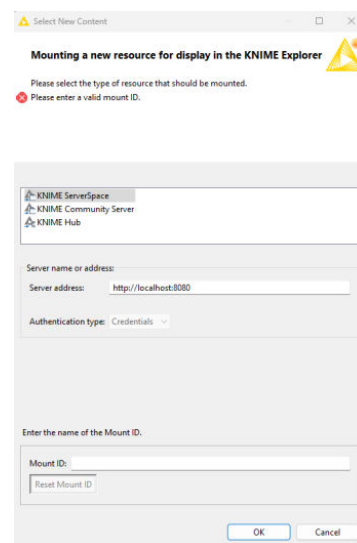 Select New Content
Mounting a new resource for display in the KNIME Explorer
Please select the type of resource that should be mounted.
Please enter a valid mount ID.
KNIME ServerSpace
KNIME Community Server
KNIME Hub
Server name or address:
Server address: http://localhost:8080
Authentication type: Credentials
Enter the name of the Mount ID.
Mount ID:
Reset Mount ID
OK Cancel